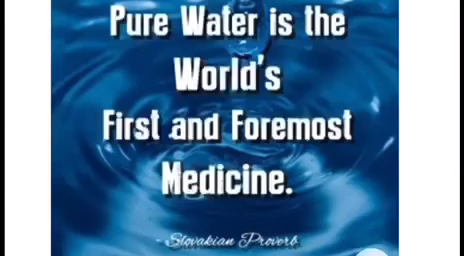 Pure Water is the
World's
First and Foremost
Medicine.
- Slovakian Proverb